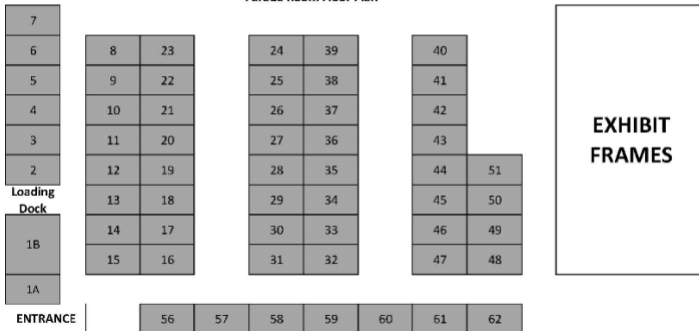 7
6 8 23 24 39 40
5 9 22 25 38 41
4 10 21 26 37 42
3 11 20 27 36 43
2 12 19 28 35 44 51
Loading
Dock
13 18 29 34 45 50
1B 14 17 30 33 46 49
15 16 31 32 47 48
1A
EXHIBIT
FRAMES
ENTRANCE 56 57 58 59 60 61 62